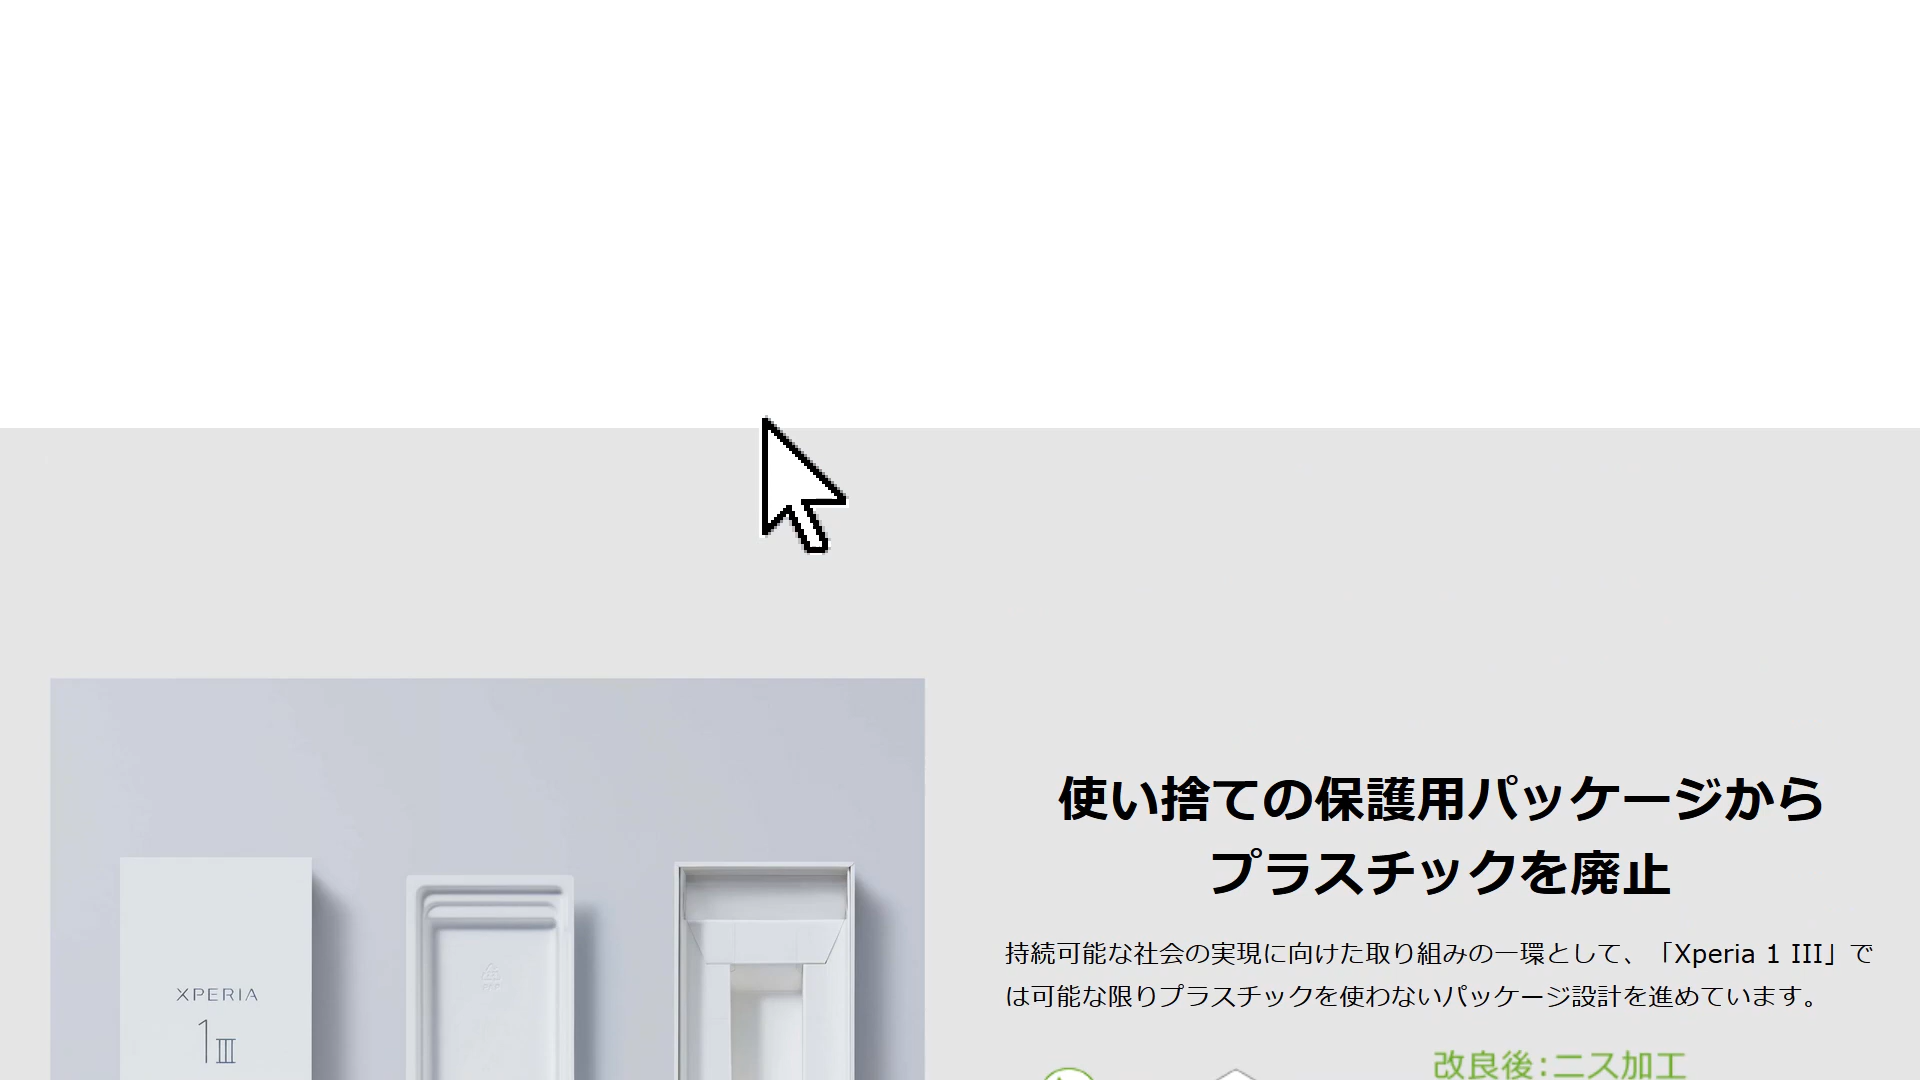 使い捨ての保護用パッケージから
プラスチックを廃止
持続可能な社会の実現に向けた取り組みの一環として、「Xperia 1 III」で
は可能な限りプラスチックを使わないパッケージ設計を進めています。
XPERIA
1 III
改良後:ニス加工